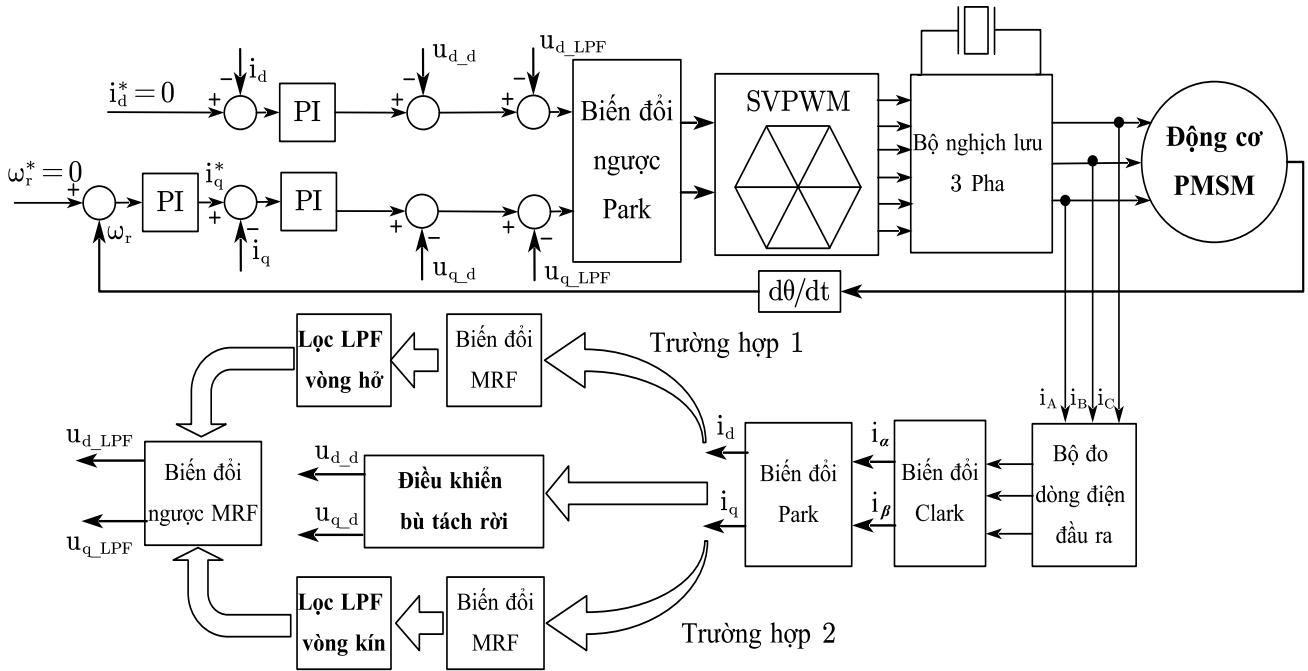 i*d=0
+
−
id
PI
+
−
ud_d
+
−
ud_LPF
ω*r=0
+
ωr
PI
i*q
+
−
iq
PI
+
−
uq_d
+
−
uq_LPF
Biến đổi
ngược
Park
SVPWM
Bộ nghịch lưu
3 Pha
Động cơ
PMSM
dθ/dt
Lọc LPF
vòng hở
Biến đổi
MRF
Trường hợp 1
iA
iB
iC
ud_LPF
uq_LPF
Biến đổi
ngược MRF
ud_d
uq_d
Điều khiển
bù tách rời
id
iq
Biến đổi
Park
iα
iβ
Biến đổi
Clark
Bộ đo
dòng điện
đầu ra
Lọc LPF
vòng kín
Biến đổi
MRF
Trường hợp 2